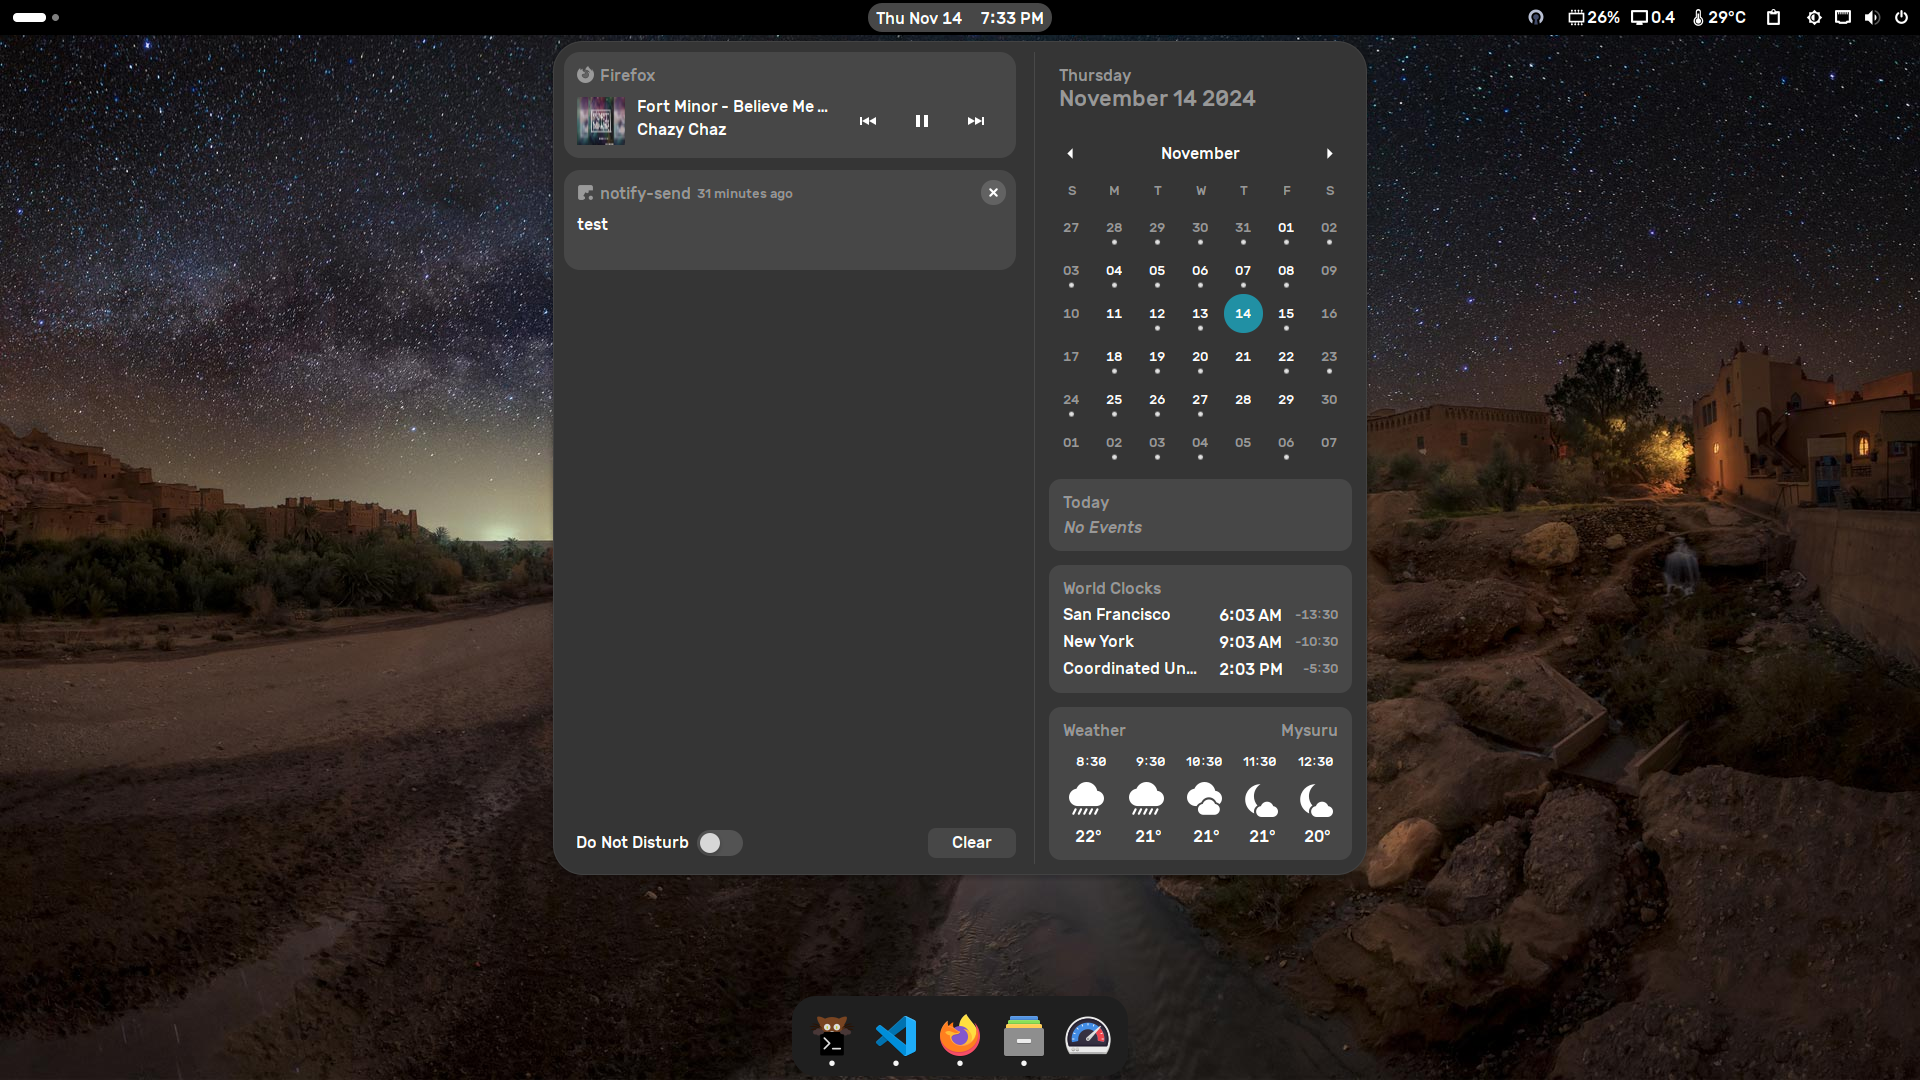 Thu Nov 14 7:33 PM
26% 0.4 29°C
Firefox
Fort Minor - Believe Me ...
Chazy Chaz
notify-send 31 minutes ago
test
Do Not Disturb
Clear
Thursday
November 14 2024
November
S M T W T F S
27 28 29 30 31 01 02
03 04 05 06 07 08 09
10 11 12 13 14 15 16
17 18 19 20 21 22 23
24 25 26 27 28 29 30
01 02 03 04 05 06 07
Today
No Events
World Clocks
San Francisco 6:03 AM -13:30
New York 9:03 AM -10:30
Coordinated Un... 2:03 PM -5:30
Weather Mysuru
8:30 9:30 10:30 11:30 12:30
22° 21° 21° 21° 20°